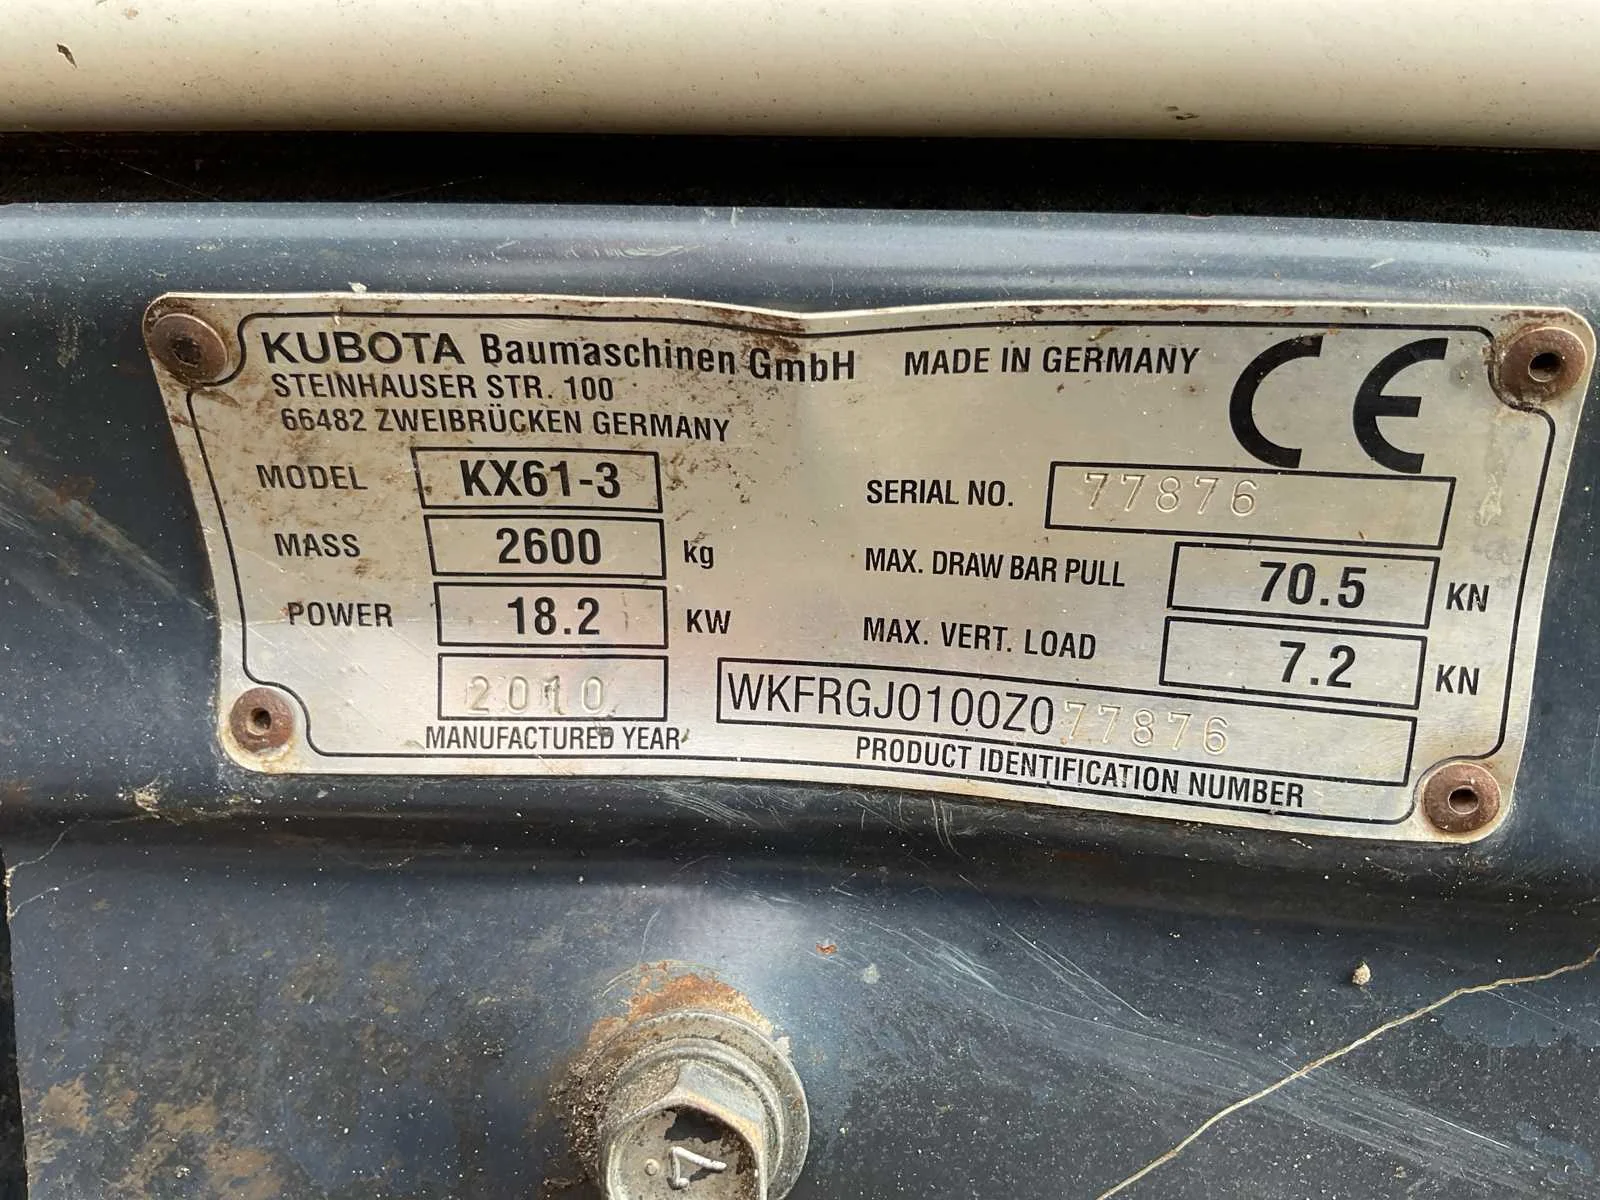 KUBOTA Baumaschinen GmbH MADE IN GERMANY CE
STEINHAUSER STR. 100
66482 ZWEIBRÜCKEN GERMANY
MODEL KX61-3
SERIAL NO. 77876
MASS 2600 kg
MAX. DRAW BAR PULL 70.5 KN
POWER 18.2 KW
MAX. VERT. LOAD 7.2 KN
2010
MANUFACTURED YEAR
WKFRGJ0100Z077876
PRODUCT IDENTIFICATION NUMBER
7